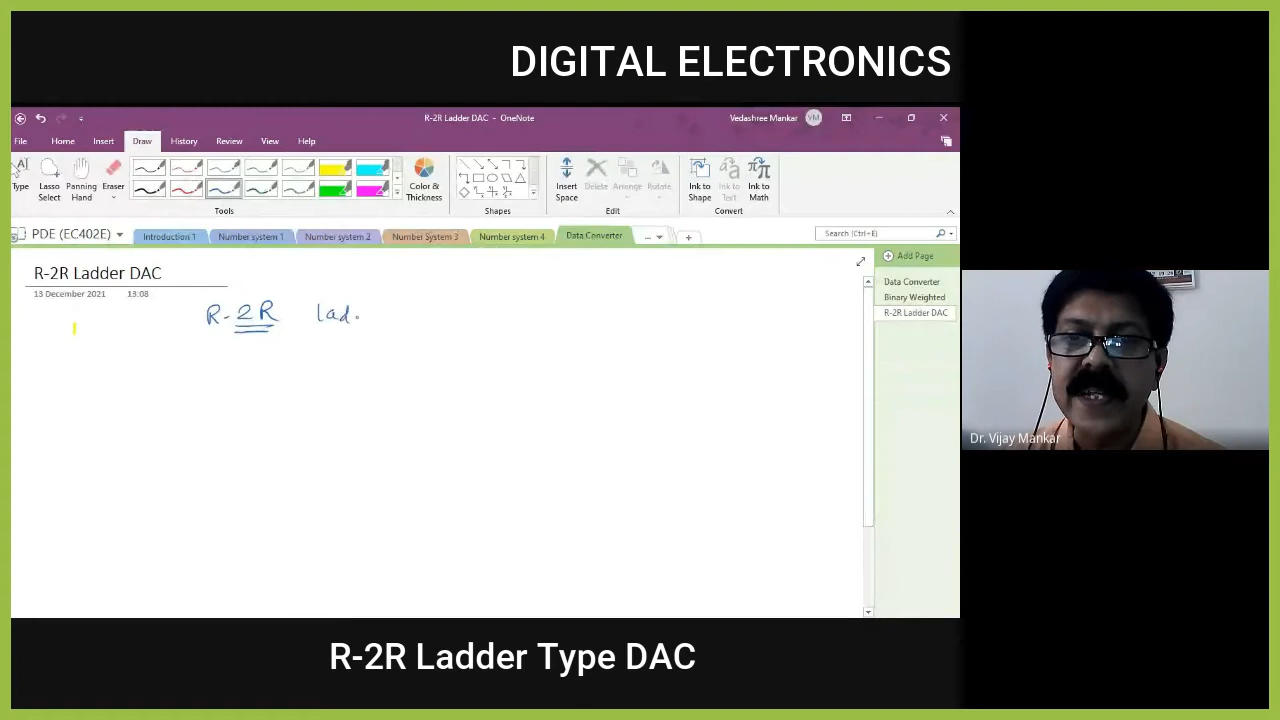 DIGITAL ELECTRONICS
R-2R Ladder DAC - OneNote
Vedashree Mankar
VM
File Home Insert Draw History Review View Help
Type
Lasso Select
Panning Hand
Eraser
Color & Thickness
Insert Space
Delete
Arrange
Rotate
Ink to Shape
Ink to Text
Ink to Math
Tools Shapes Edit Convert
PDE (EC402E)
Introduction 1 Number system 1 Number system 2 Number System 3 Number system 4 Data Converter
Search (Ctrl+E)
R-2R Ladder DAC
13 December 2021 13:08
R-2R lad.
Add Page
Data Converter
Binary Weighted
R-2R Ladder DAC
Dr. Vijay Mankar
R-2R Ladder Type DAC